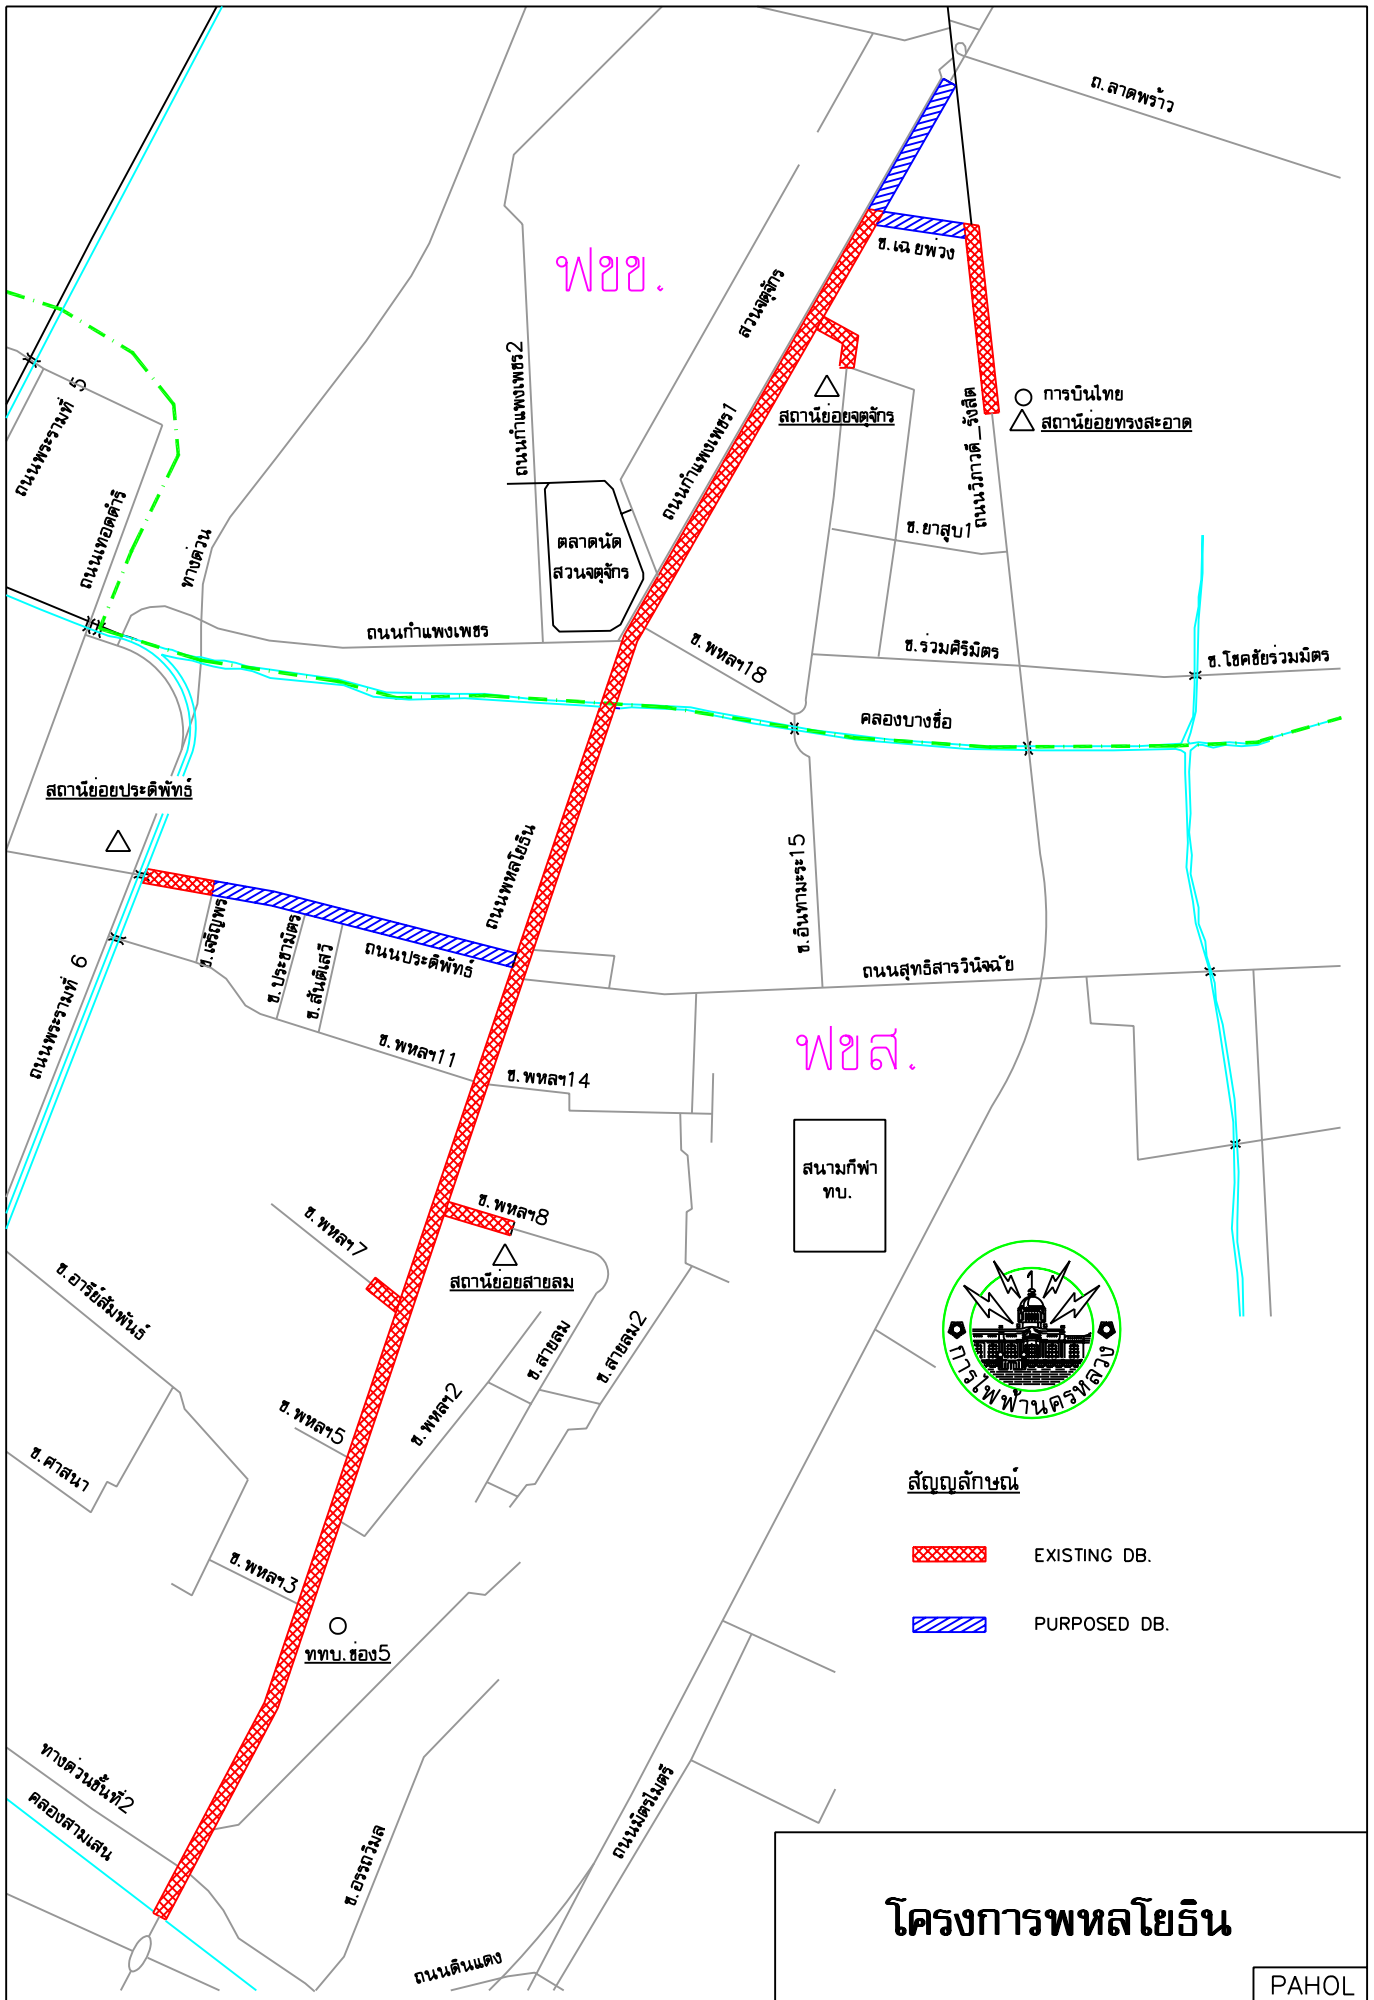 ถ.ลาดพร้าว
ซ.เฉยพ่วง
ฟขข.
สวนจตุจักร
ถนนกำแพงเพชร2
ถนนกำแพงเพชร1
สถานีย่อยจตุจักร
การบินไทย
สถานีย่อยทรงสะอาด
ถนนวิภาวดี_รังสิต
ถนนพระรามที่ 5
ถนนเทอดดำริ
ทางด่วน
ตลาดนัด
สวนจตุจักร
ซ.ยาสูบ1
ถนนกำแพงเพชร
ซ.พหลฯ18
ซ.ร่วมศิริมิตร
ซ.โชคชัยร่วมมิตร
คลองบางซื่อ
สถานีย่อยประดิพัทธ์
ถนนพหลโยธิน
ซ.อินทามะระ15
ซ.เจริญพร
ซ.ประชามิตร
ซ.สันติเสวี
ถนนประดิพัทธ์
ถนนสุทธิสารวินิจฉัย
ถนนพระรามที่ 6
ซ.พหลฯ11
ซ.พหลฯ14
ฟขส.
สนามกีฬา
ทบ.
ซ.พหลฯ8
ซ.พหลฯ7
สถานีย่อยสายลม
ซ.อารีย์สัมพันธ์
ซ.สายลม
ซ.สายลม2
ซ.พหลฯ2
ซ.พหลฯ5
ซ.ศาสนา
การไฟฟ้านครหลวง
สัญญลักษณ์
EXISTING DB.
PURPOSED DB.
ซ.พหลฯ3
ททบ.ช่อง5
ทางด่วนขั้นที่2
คลองสามเสน
ซ.อรรถวิมล
ถนนมิตรไมตรี
ถนนดินแดง
โครงการพหลโยธิน
PAHOL